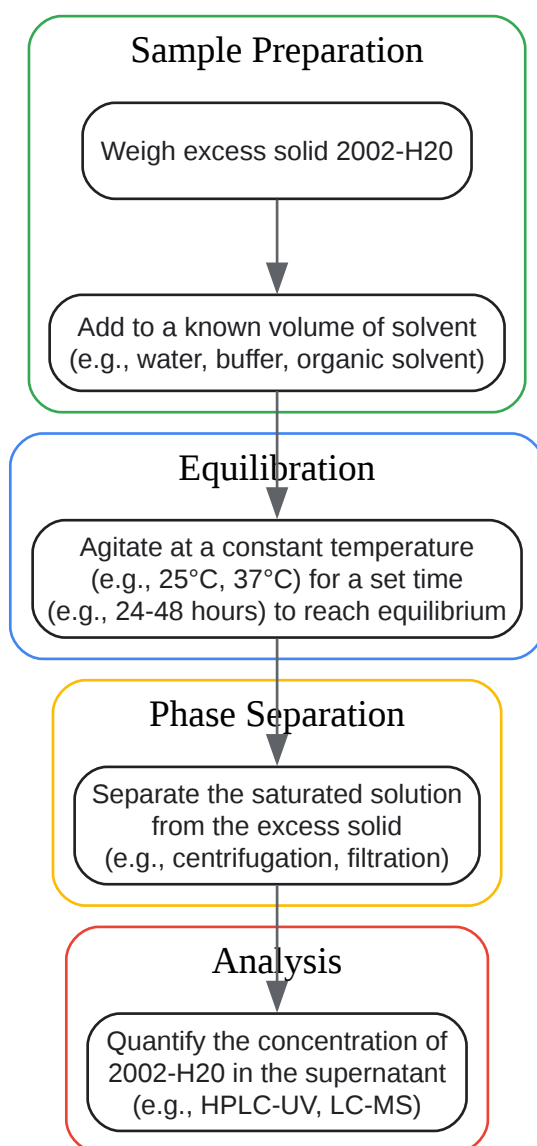 Sample Preparation
Weigh excess solid 2002-H20
Add to a known volume of solvent
(e.g., water, buffer, organic solvent)
Equilibration
Agitate at a constant temperature
(e.g., 25°C, 37°C) for a set time
(e.g., 24-48 hours) to reach equilibrium
Phase Separation
Separate the saturated solution
from the excess solid
(e.g., centrifugation, filtration)
Analysis
Quantify the concentration of
2002-H20 in the supernatant
(e.g., HPLC-UV, LC-MS)